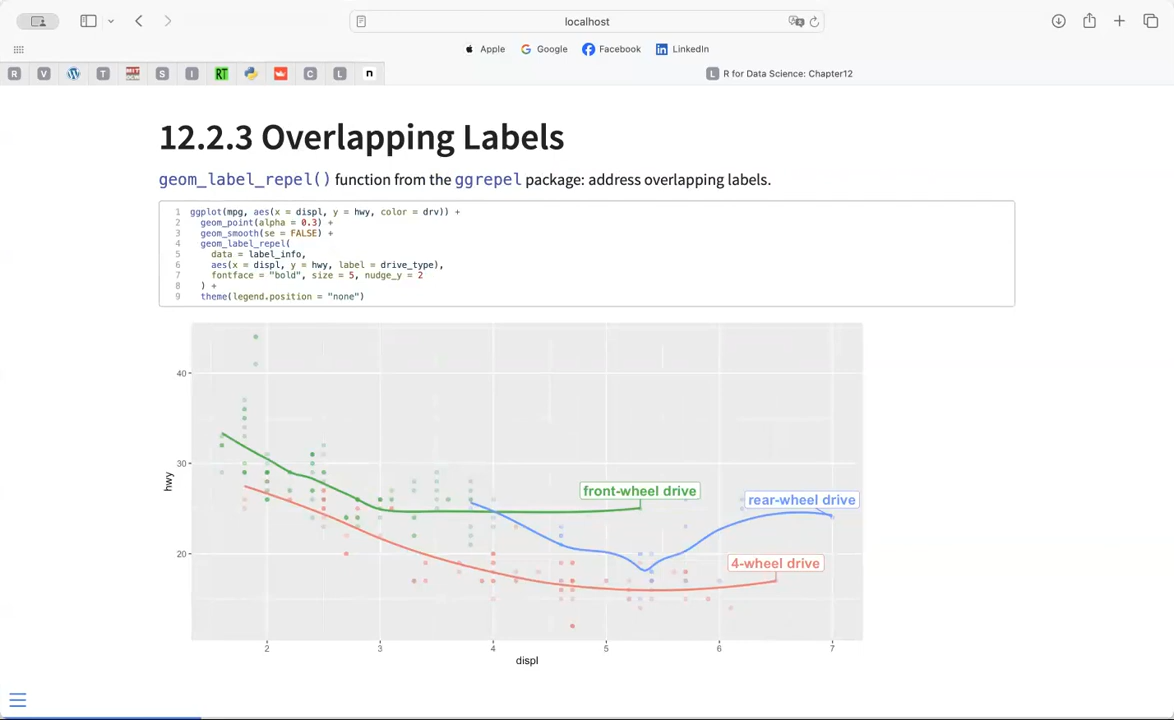 localhost
Apple
Google
Facebook
LinkedIn
R
V
T
MIT
S
I
RT
C
L
n
L R for Data Science: Chapter12
12.2.3 Overlapping Labels
geom_label_repel() function from the ggrepel package: address overlapping labels.
1 ggplot(mpg, aes(x = displ, y = hwy, color = drv)) +
2 geom_point(alpha = 0.3) +
3 geom_smooth(se = FALSE) +
4 geom_label_repel(
5 data = label_info,
6 aes(x = displ, y = hwy, label = drive_type),
7 fontface = "bold", size = 5, nudge_y = 2
8 ) +
9 theme(legend.position = "none")
40
30
20
hwy
front-wheel drive
rear-wheel drive
4-wheel drive
2 3 4 5 6 7
displ